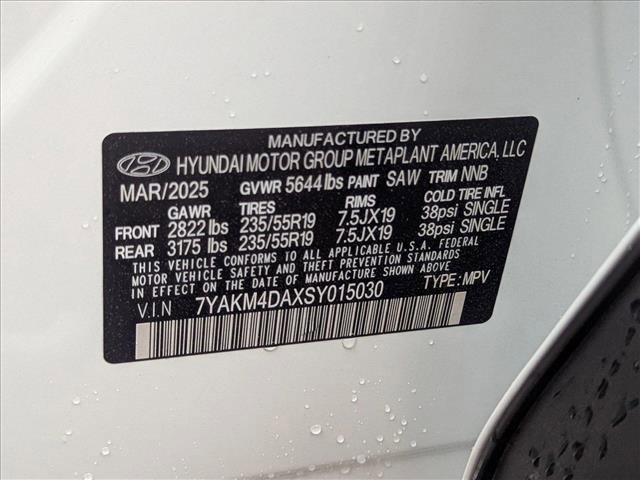 MANUFACTURED BY
HYUNDAI MOTOR GROUP METAPLANT AMERICA, LLC
MAR/2025 GVWR 5644 lbs PAINT SAW TRIM NNB
GAWR TIRES RIMS COLD TIRE INFL
FRONT 2822 lbs 235/55R19 7.5JX19 38psi SINGLE
REAR 3175 lbs 235/55R19 7.5JX19 38psi SINGLE
THIS VEHICLE CONFORMS TO ALL APPLICABLE U.S.A. FEDERAL
MOTOR VEHICLE SAFETY, BUMPER, AND THEFT PREVENTION STANDARDS
IN EFFECT ON THE DATE OF MANUFACTURE SHOWN ABOVE.
V.I.N 7YAKM4DAXSY015030 TYPE: MPV